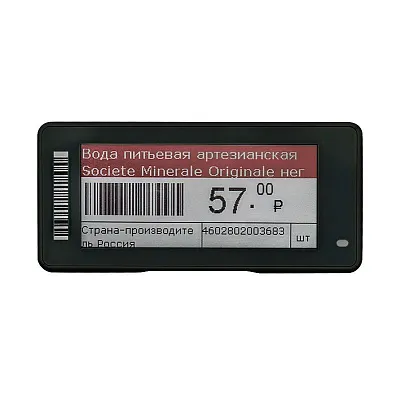 Вода питьевая артезианская
Societe Minerale Originale нег
57.00 ₽
Страна-производите
ль Россия
4602802003683
шт